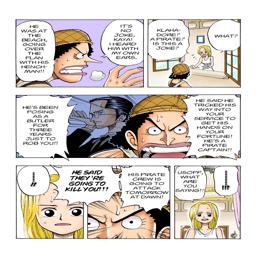 WHAT?
KLAHA-
DORE?
A PIRATE?
IS THIS
A JOKE?
IT'S
NO
JOKE,
KAYA!
I HEARD
HIM WITH
MY OWN
EARS.
HE
WAS AT
THE
BEACH,
GOING
OVER
THE
PLAN
WITH HIS
HENCH-
MAN!!
HE SAID HE
TRICKED HIS
WAY INTO
YOUR
SERVICE TO
GET HIS
HANDS ON
YOUR
FORTUNE!
HE'S A
PIRATE
CAPTAIN!!
HE'S BEEN
POSING
AS A
BUTLER
FOR
THREE
YEARS
JUST TO
ROB YOU!!
USOPP,
WHAT
ARE YOU
SAYING!!
HIS PIRATE
CREW IS
GOING TO
ATTACK
TOMORROW
AT DAWN!
HE SAID
THEY'RE
GOING TO
KILL YOU!!!
!!